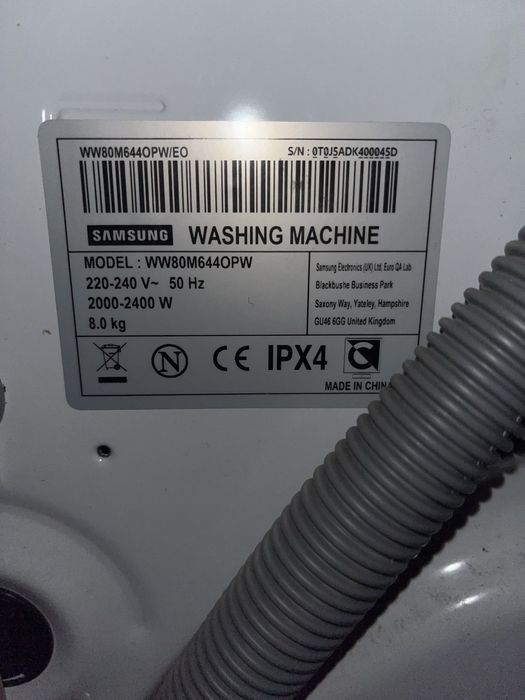 WW80M644OPW/EO S/N : 0T0J5ADK400045D
SAMSUNG WASHING MACHINE
MODEL : WW80M644OPW
220-240 V~ 50 Hz
2000-2400 W
8.0 kg
Samsung Electronics (UK) Ltd, Euro QA Lab.
Blackbushe Business Park
Saxony Way, Yateley, Hampshire
GU46 6GG United Kingdom
N CE IPX4
MADE IN CHINA